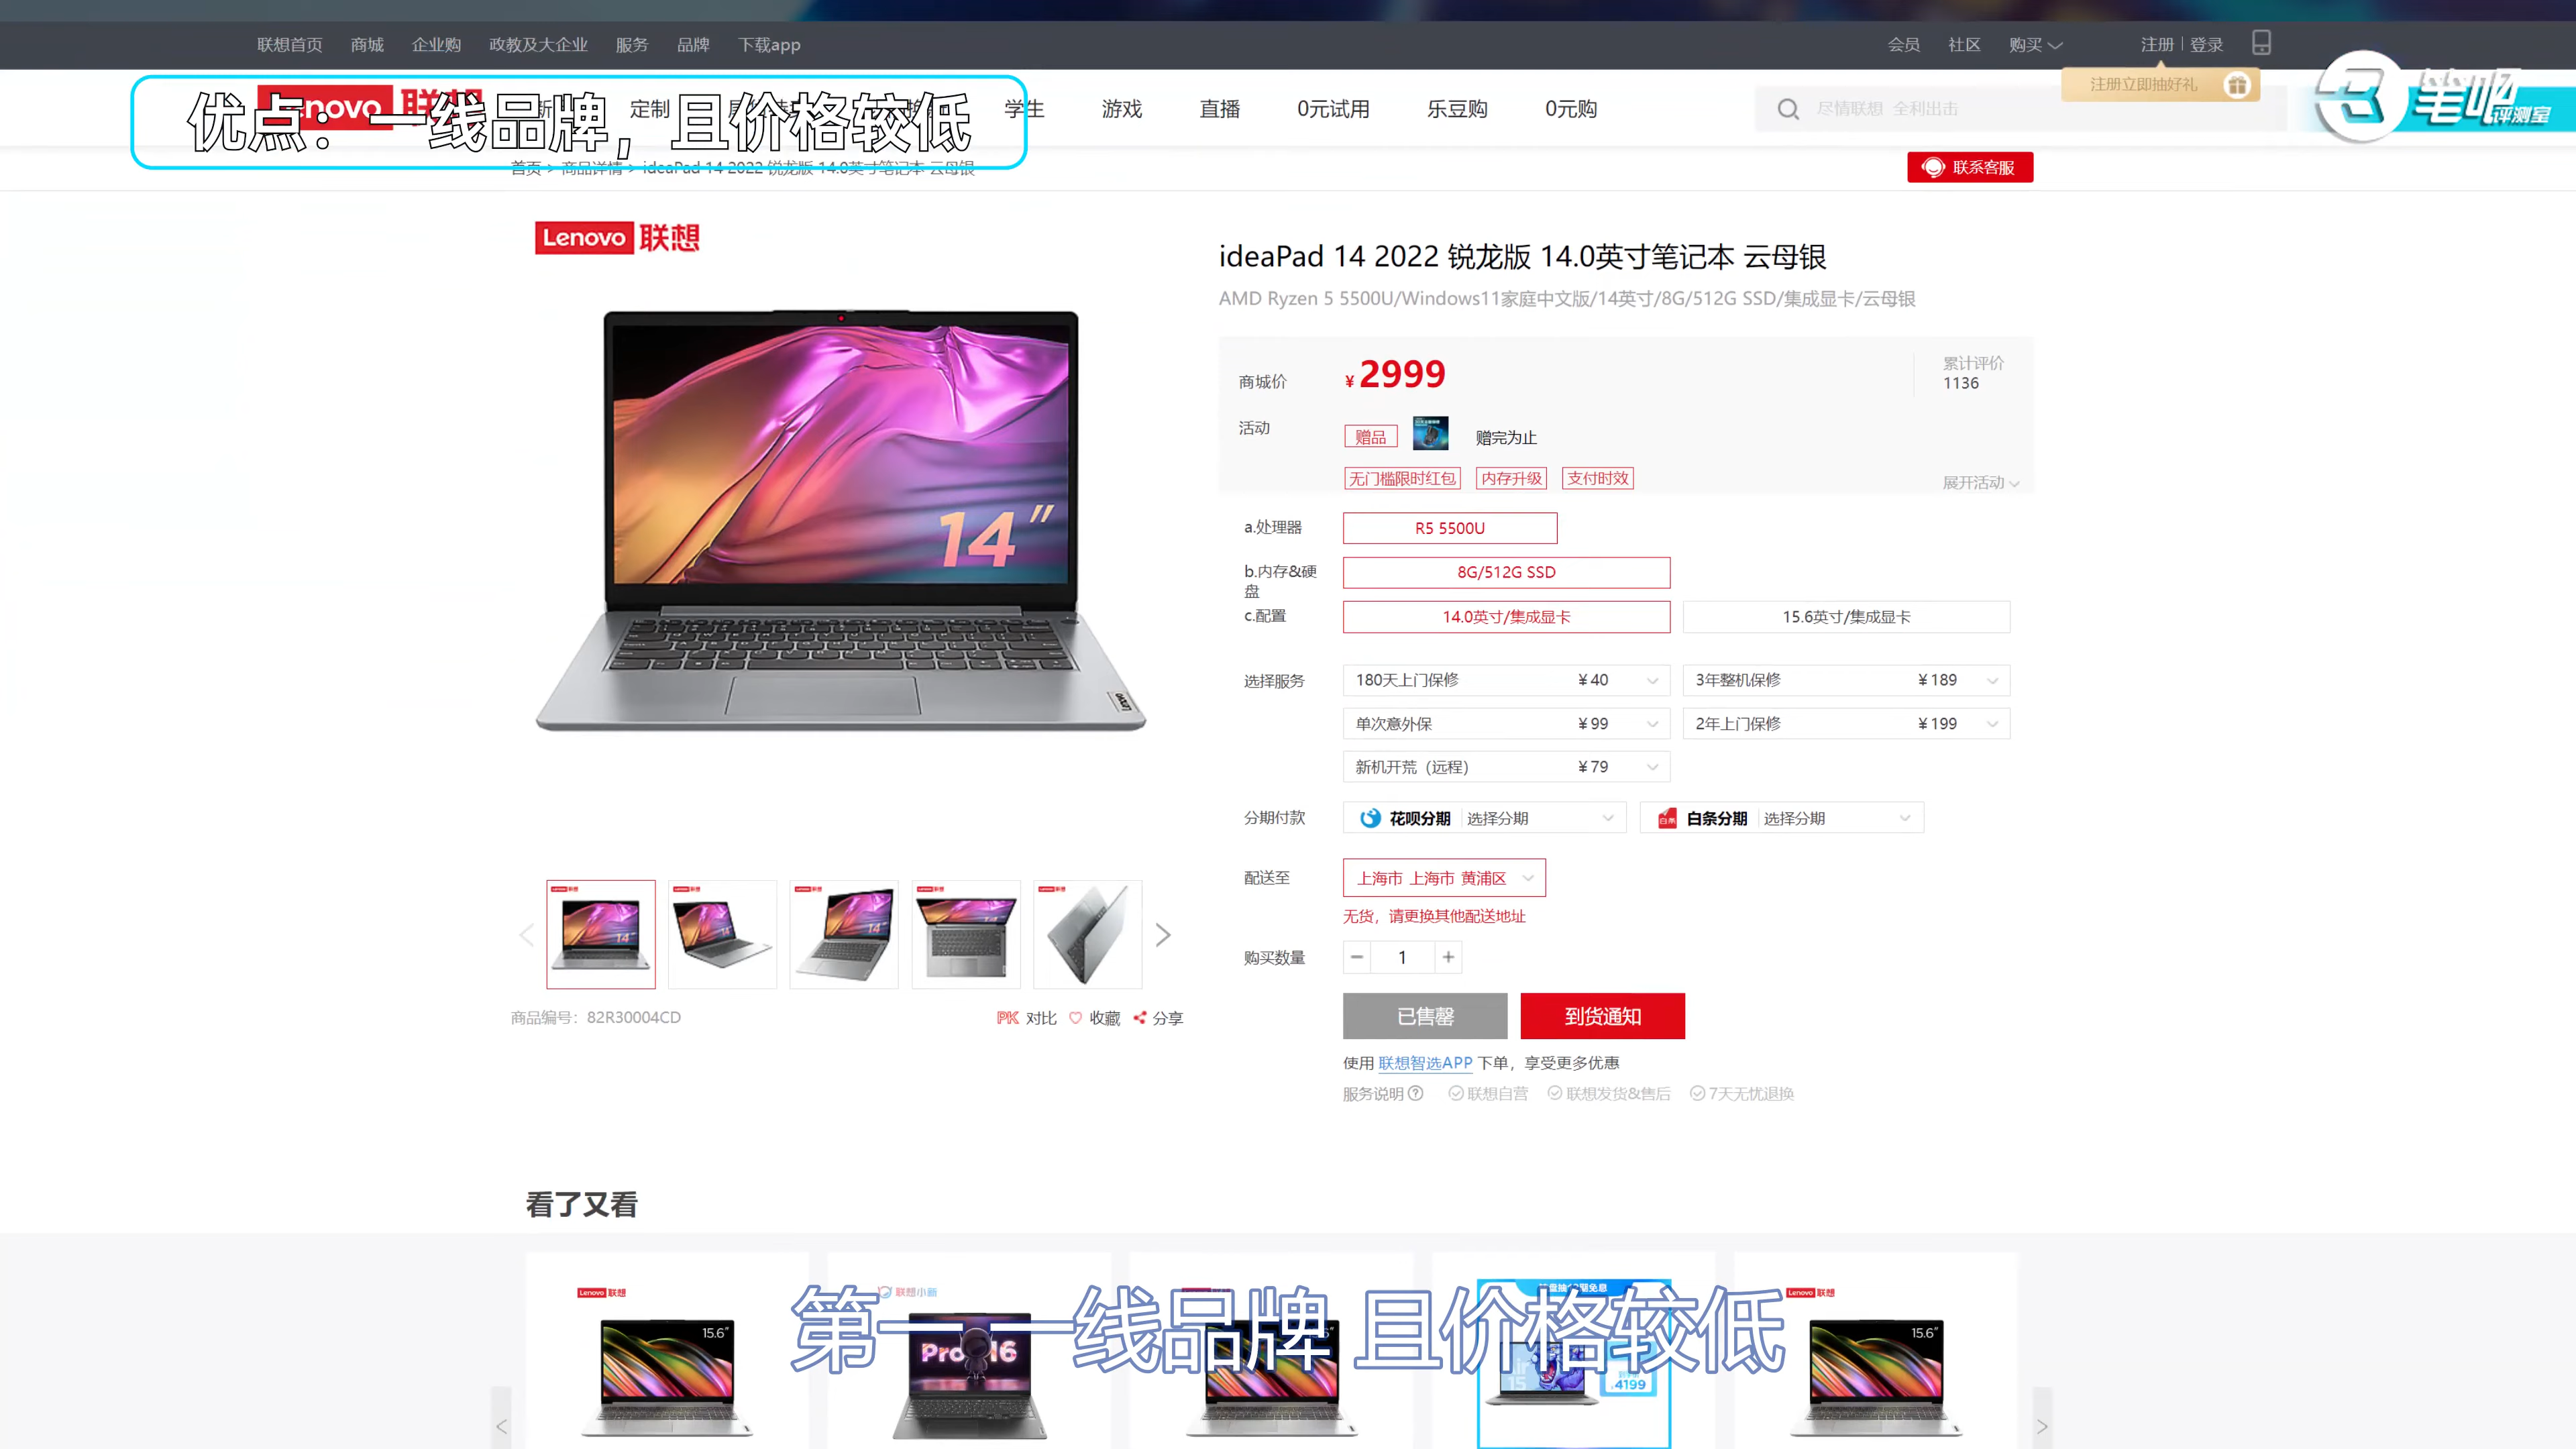 联想首页 商城 企业购 政教及大企业 服务 品牌 下载app 会员 社区 购买 注册 登录
注册立即抽好礼
笔吧评测室
优点：一线品牌，且价格较低
定制 学生 游戏 直播 0元试用 乐豆购 0元购
尽情联想 全利出击
首页 > 商品详情 > ideaPad 14 2022 锐龙版 14.0英寸笔记本 云母银
联系客服
Lenovo 联想
ideaPad 14 2022 锐龙版 14.0英寸笔记本 云母银
AMD Ryzen 5 5500U/Windows11家庭中文版/14英寸/8G/512G SSD/集成显卡/云母银
商城价 ¥2999
累计评价
1136
活动 赠品 赠完为止
无门槛限时红包 内存升级 支付时效 展开活动
14"
a.处理器 R5 5500U
b.内存&硬盘 8G/512G SSD
c.配置 14.0英寸/集成显卡 15.6英寸/集成显卡
选择服务 180天上门保修 ¥40 3年整机保修 ¥189
单次意外保 ¥99 2年上门保修 ¥199
新机开荒（远程） ¥79
分期付款 花呗分期 选择分期 白条分期 选择分期
配送至 上海市 上海市 黄浦区
无货，请更换其他配送地址
购买数量 1
已售罄 到货通知
使用 联想智选APP 下单，享受更多优惠
服务说明 联想自营 联想发货&售后 7天无忧退换
商品编号：82R30004CD PK 对比 收藏 分享
看了又看
Lenovo 联想 联想小新 Lenovo 联想
15.6" Pro 16 15.6"
4199
第一 一线品牌 且价格较低